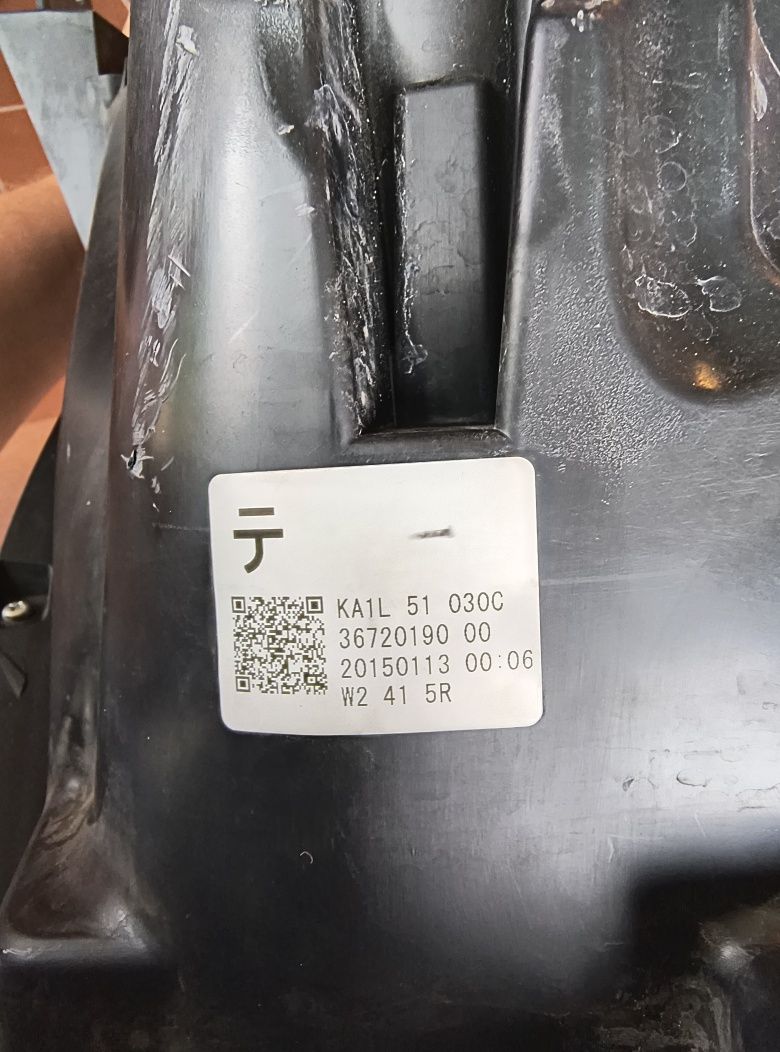 テ
KA1L 51 030C
36720190 00
20150113 00:06
W2 41 5R